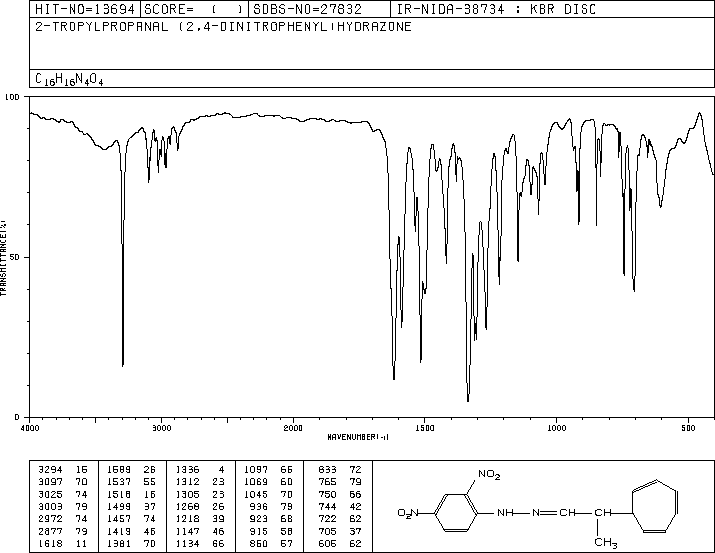 HIT-NO=13694 SCORE= ( ) SDBS-NO=27832 IR-NIDA-38734 : KBR DISC
2-TROPYLPROPANAL (2,4-DINITROPHENYL)HYDRAZONE
C16H16N4O4
100
50
0
TRANSMITTANCE(%)
4000 3000 2000 1500 1000 500
WAVENUMBER(-1)
3294 16 1589 26 1336 4 1097 66 833 72
3097 70 1537 55 1312 23 1069 60 765 79
3025 74 1518 16 1305 23 1045 70 750 66
3003 79 1499 37 1268 26 936 79 744 42
2972 74 1457 74 1218 39 923 68 722 62
2877 79 1419 46 1147 46 915 58 705 37
1618 11 1381 70 1134 66 850 57 606 62
NO2
O2N
NH N
CH3